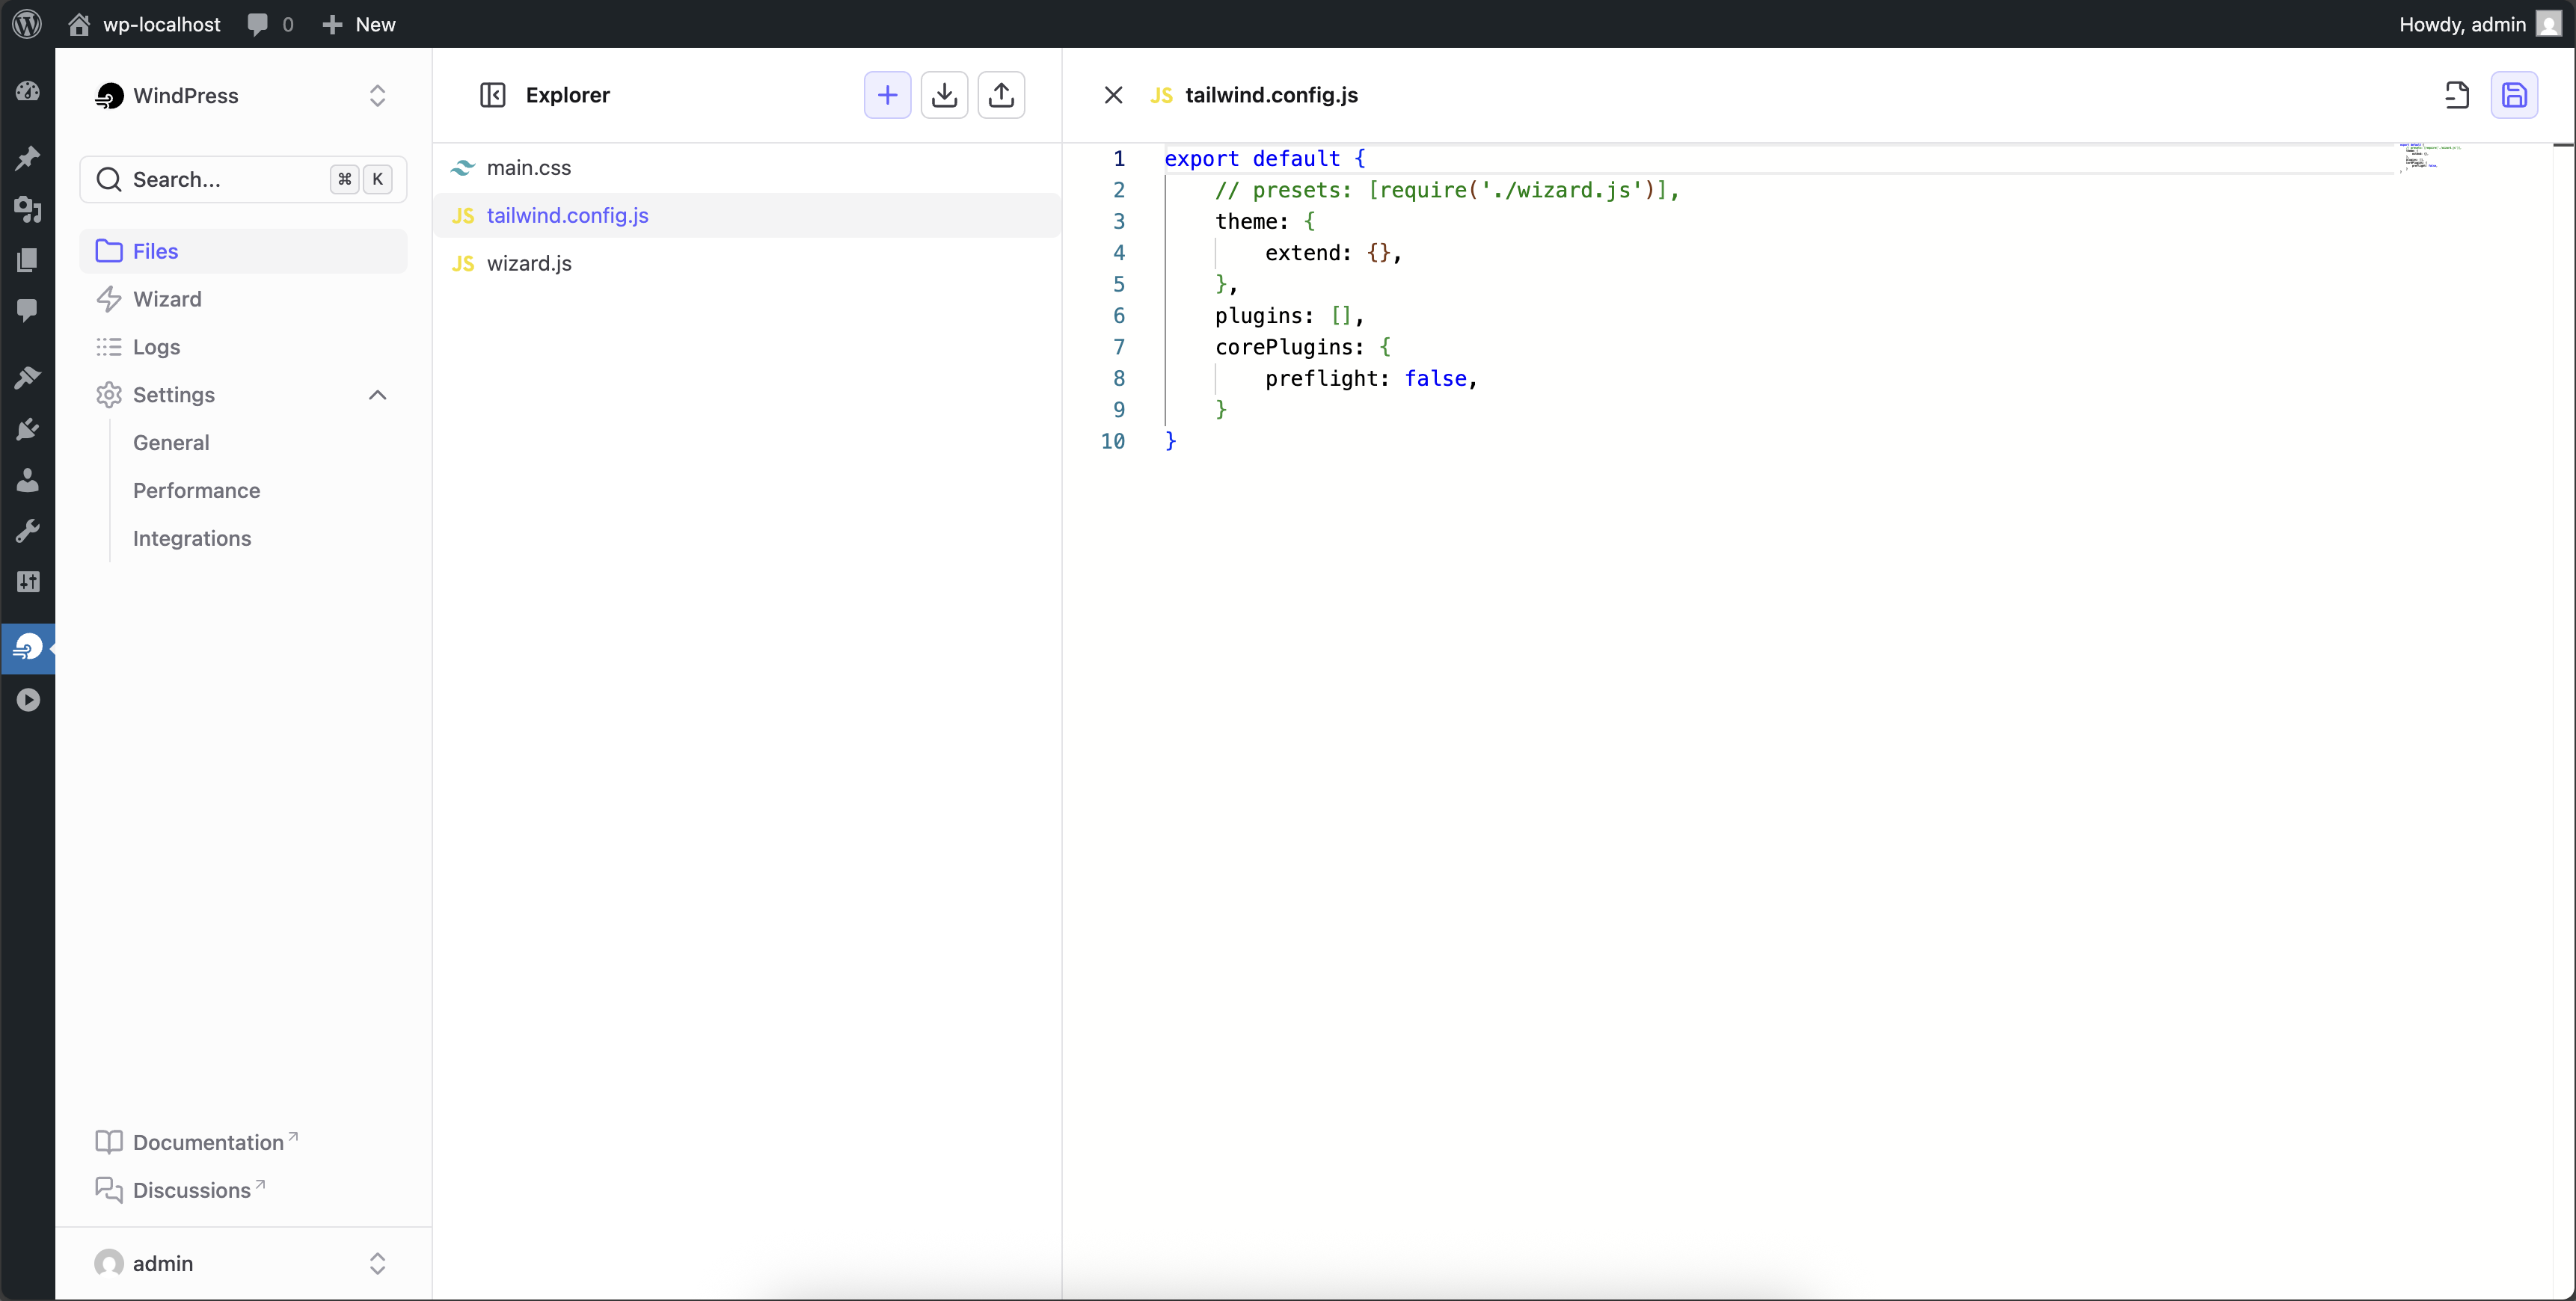 wp-localhost 0 New Howdy, admin
WindPress
Search... ⌘ K
Files
Wizard
Logs
Settings
General
Performance
Integrations
Documentation
Discussions
admin
Explorer
main.css
JS tailwind.config.js
JS wizard.js
JS tailwind.config.js
1 export default {
2     // presets: [require('./wizard.js')],
3     theme: {
4         extend: {},
5     },
6     plugins: [],
7     corePlugins: {
8         preflight: false,
9     }
10 }